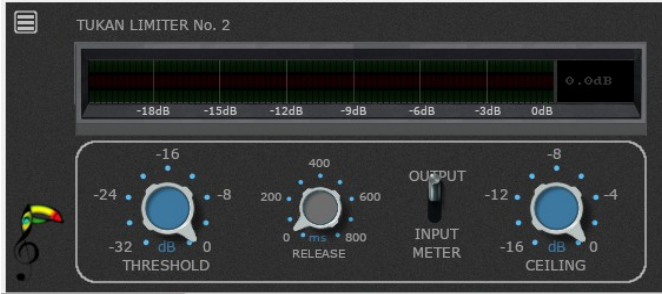 TUKAN LIMITER No. 2
0.0dB
-18dB -15dB -12dB -9dB -6dB -3dB 0dB
-16 400 -8
-24 -8 200 600 OUTPUT -12 -4
-32 dB 0 0 ms 800 INPUT -16 dB 0
THRESHOLD RELEASE METER CEILING